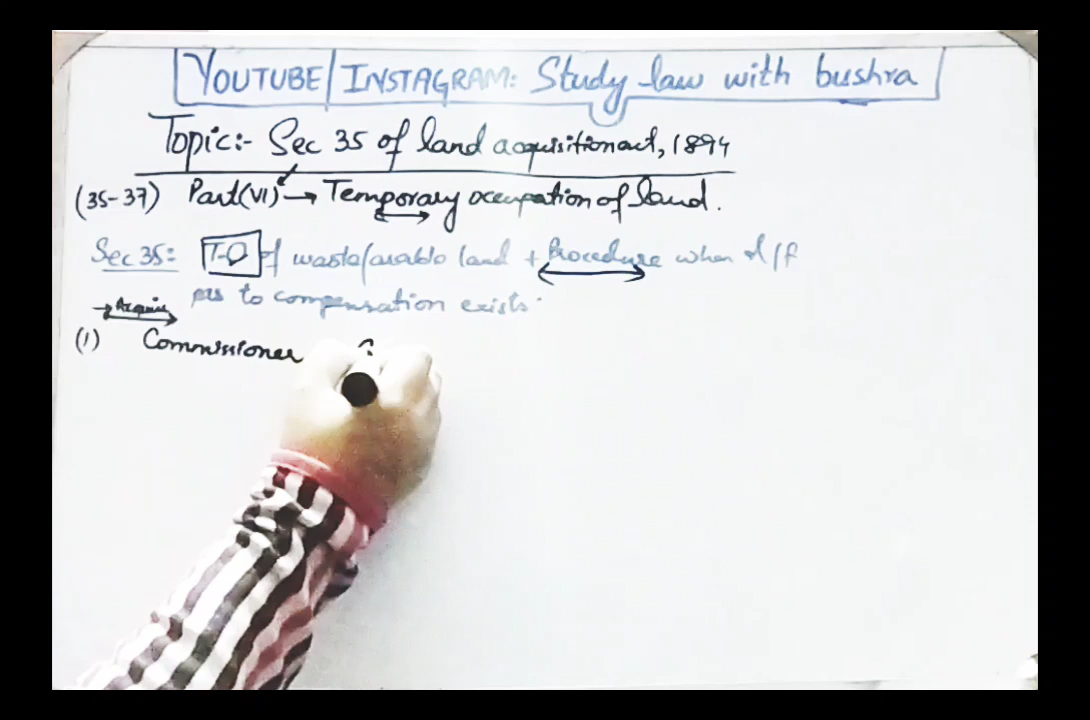 YOUTUBE/INSTAGRAM: Study law with bushra
Topic:- Sec 35 of land acquisition act, 1894
(35-37) Part(VI) → Temporary occupation of land.
Sec 35: T-O of waste/arable land + Procedure when d/f
→ Acquire as to compensation exists.
(1) Commissioner